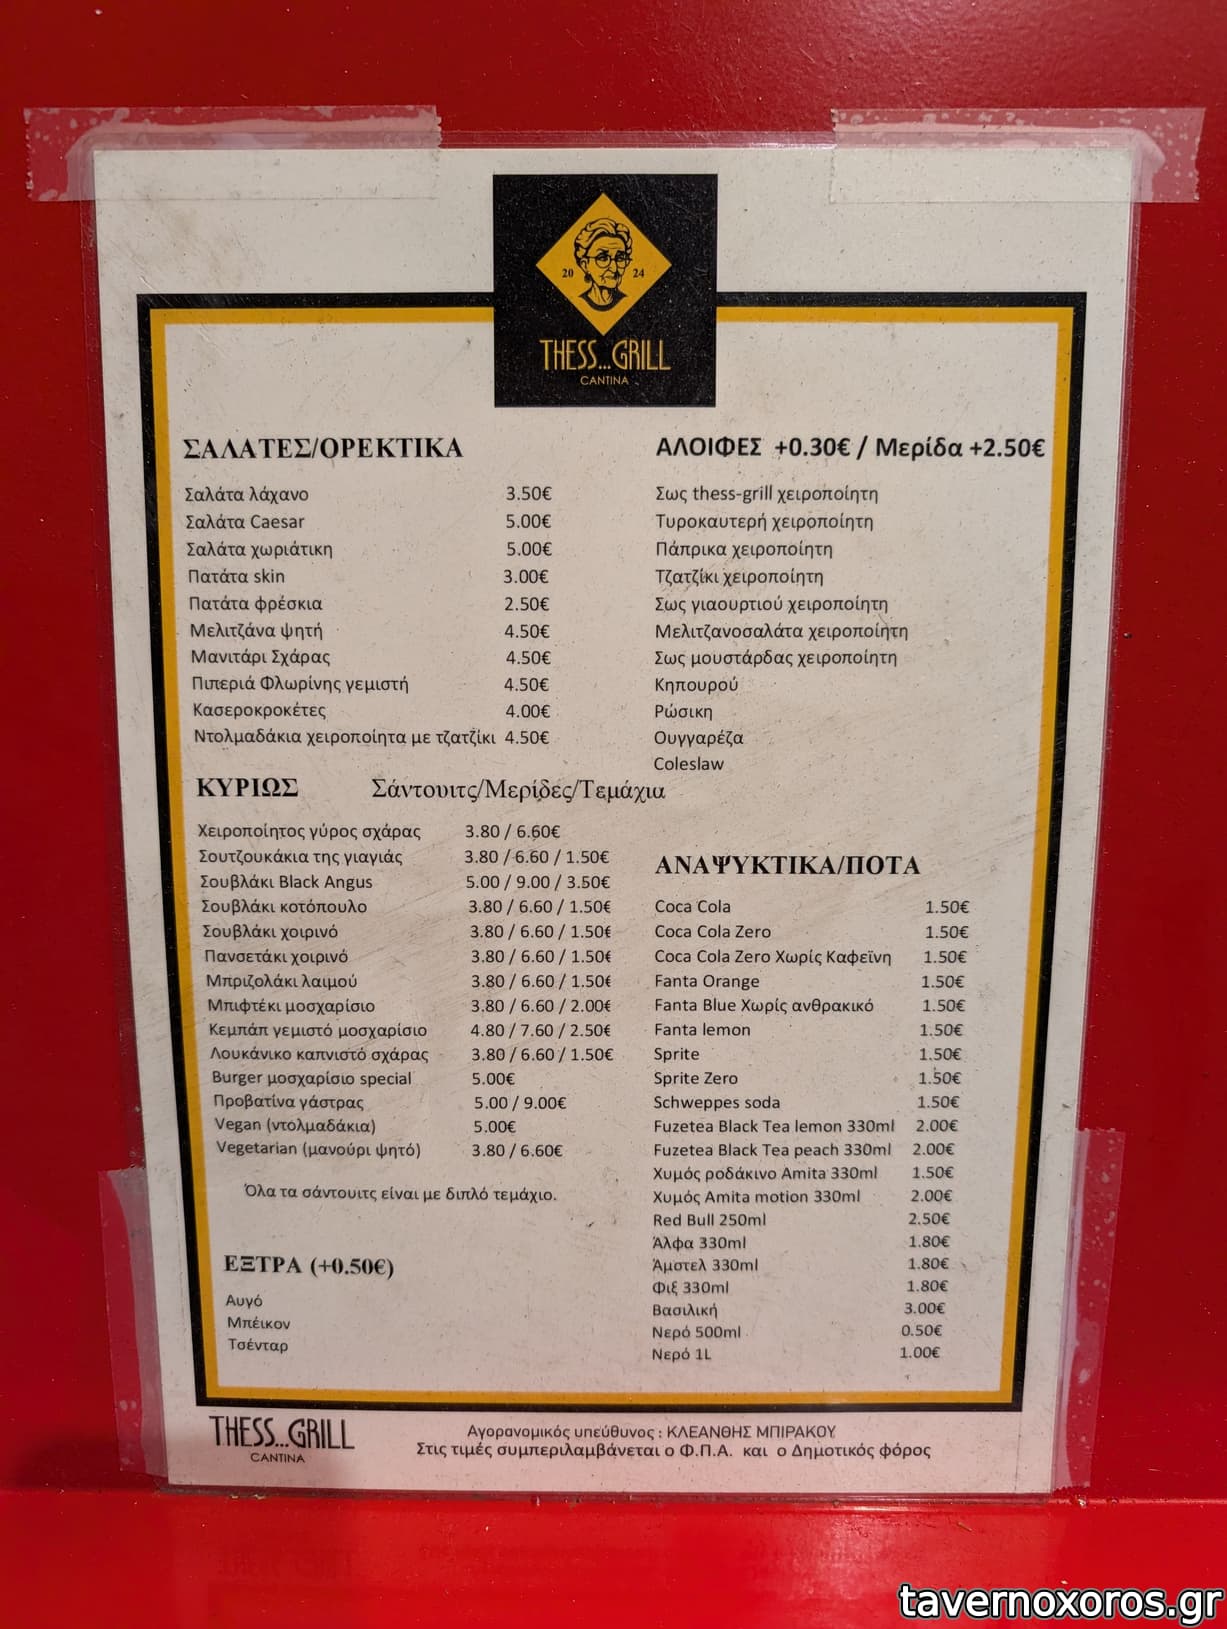 20 24
THESS...GRILL
CANTINA
ΣΑΛΑΤΕΣ/ΟΡΕΚΤΙΚΑ
Σαλάτα λάχανο 3.50€
Σαλάτα Caesar 5.00€
Σαλάτα χωριάτικη 5.00€
Πατάτα skin 3.00€
Πατάτα φρέσκια 2.50€
Μελιτζάνα ψητή 4.50€
Μανιτάρι Σχάρας 4.50€
Πιπεριά Φλωρίνης γεμιστή 4.50€
Κασεροκροκέτες 4.00€
Ντολμαδάκια χειροποίητα με τζατζίκι 4.50€
ΑΛΟΙΦΕΣ +0.30€ / Μερίδα +2.50€
Σως thess-grill χειροποίητη
Τυροκαυτερή χειροποίητη
Πάπρικα χειροποίητη
Τζατζίκι χειροποίητη
Σως γιαουρτιού χειροποίητη
Μελιτζανοσαλάτα χειροποίητη
Σως μουστάρδας χειροποίητη
Κηπουρού
Ρώσικη
Ουγγαρέζα
Coleslaw
ΚΥΡΙΩΣ Σάντουιτς/Μερίδες/Τεμάχια
Χειροποίητος γύρος σχάρας 3.80 / 6.60€
Σουτζουκάκια της γιαγιάς 3.80 / 6.60 / 1.50€
Σουβλάκι Black Angus 5.00 / 9.00 / 3.50€
Σουβλάκι κοτόπουλο 3.80 / 6.60 / 1.50€
Σουβλάκι χοιρινό 3.80 / 6.60 / 1.50€
Πανσετάκι χοιρινό 3.80 / 6.60 / 1.50€
Μπριζολάκι λαιμού 3.80 / 6.60 / 1.50€
Μπιφτέκι μοσχαρίσιο 3.80 / 6.60 / 2.00€
Κεμπάπ γεμιστό μοσχαρίσιο 4.80 / 7.60 / 2.50€
Λουκάνικο καπνιστό σχάρας 3.80 / 6.60 / 1.50€
Burger μοσχαρίσιο special 5.00€
Προβατίνα γάστρας 5.00 / 9.00€
Vegan (ντολμαδάκια) 5.00€
Vegetarian (μανούρι ψητό) 3.80 / 6.60€
Όλα τα σάντουιτς είναι με διπλό τεμάχιο.
ΕΞΤΡΑ (+0.50€)
Αυγό
Μπέικον
Τσένταρ
ΑΝΑΨΥΚΤΙΚΑ/ΠΟΤΑ
Coca Cola 1.50€
Coca Cola Zero 1.50€
Coca Cola Zero Χωρίς Καφεΐνη 1.50€
Fanta Orange 1.50€
Fanta Blue Χωρίς ανθρακικό 1.50€
Fanta lemon 1.50€
Sprite 1.50€
Sprite Zero 1.50€
Schweppes soda 1.50€
Fuzetea Black Tea lemon 330ml 2.00€
Fuzetea Black Tea peach 330ml 2.00€
Χυμός ροδάκινο Amita 330ml 1.50€
Χυμός Amita motion 330ml 2.00€
Red Bull 250ml 2.50€
Άλφα 330ml 1.80€
Άμστελ 330ml 1.80€
Φιξ 330ml 1.80€
Βασιλική 3.00€
Νερό 500ml 0.50€
Νερό 1L 1.00€
THESS...GRILL
CANTINA
Αγορανομικός υπεύθυνος : ΚΛΕΑΝΘΗΣ ΜΠΙΡΑΚΟΥ
Στις τιμές συμπεριλαμβάνεται ο Φ.Π.Α. και ο Δημοτικός φόρος
tavernoxoros.gr